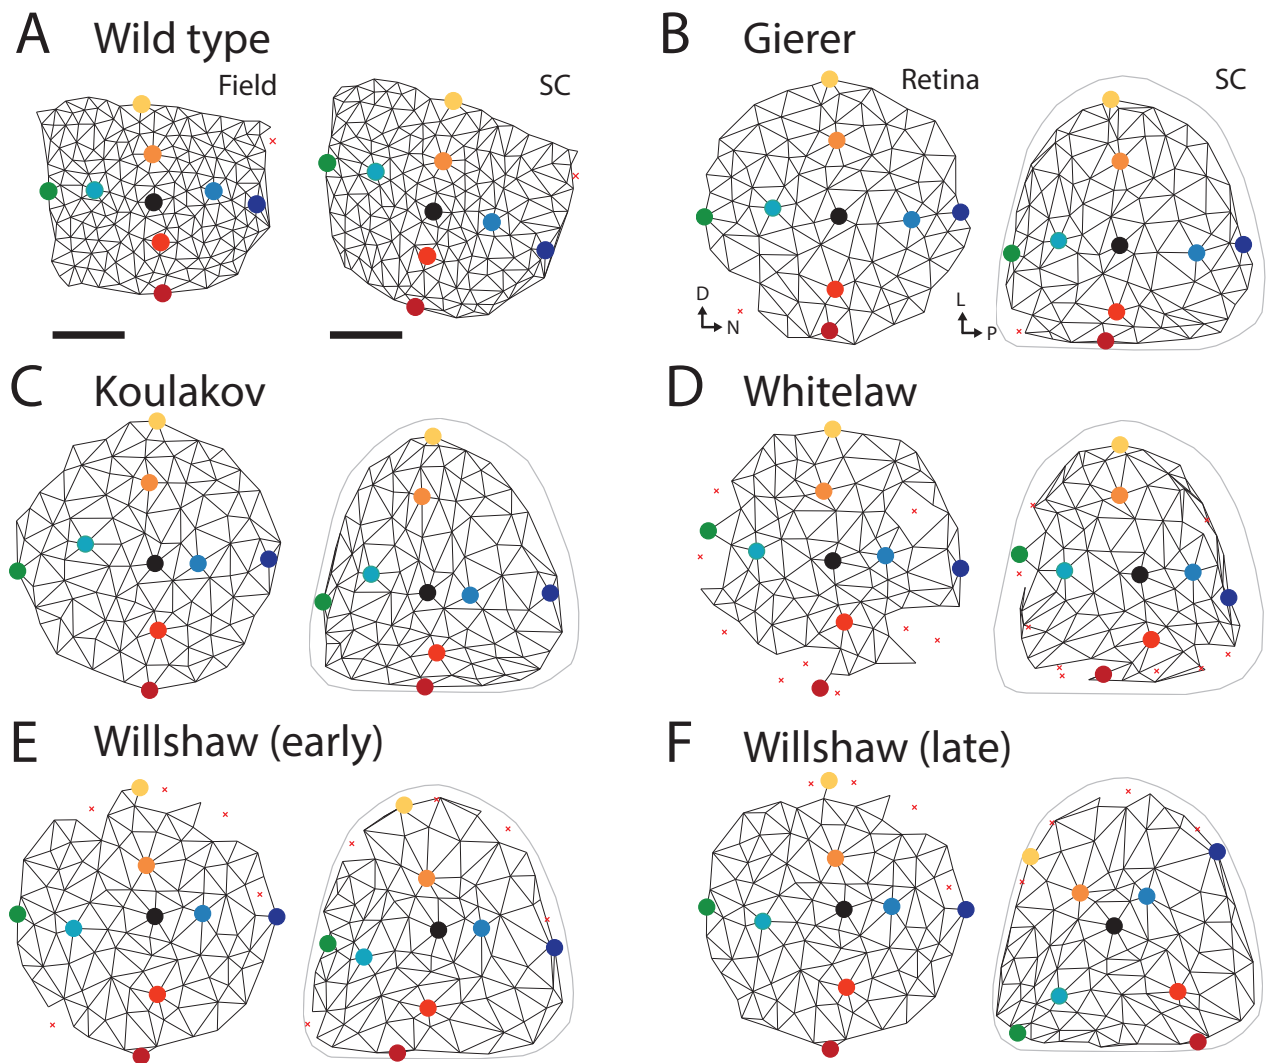 A Wild type
Field
SC
B Gierer
Retina
SC
D
N
L
P
C Koulakov
D Whitelaw
E Willshaw (early)
F Willshaw (late)